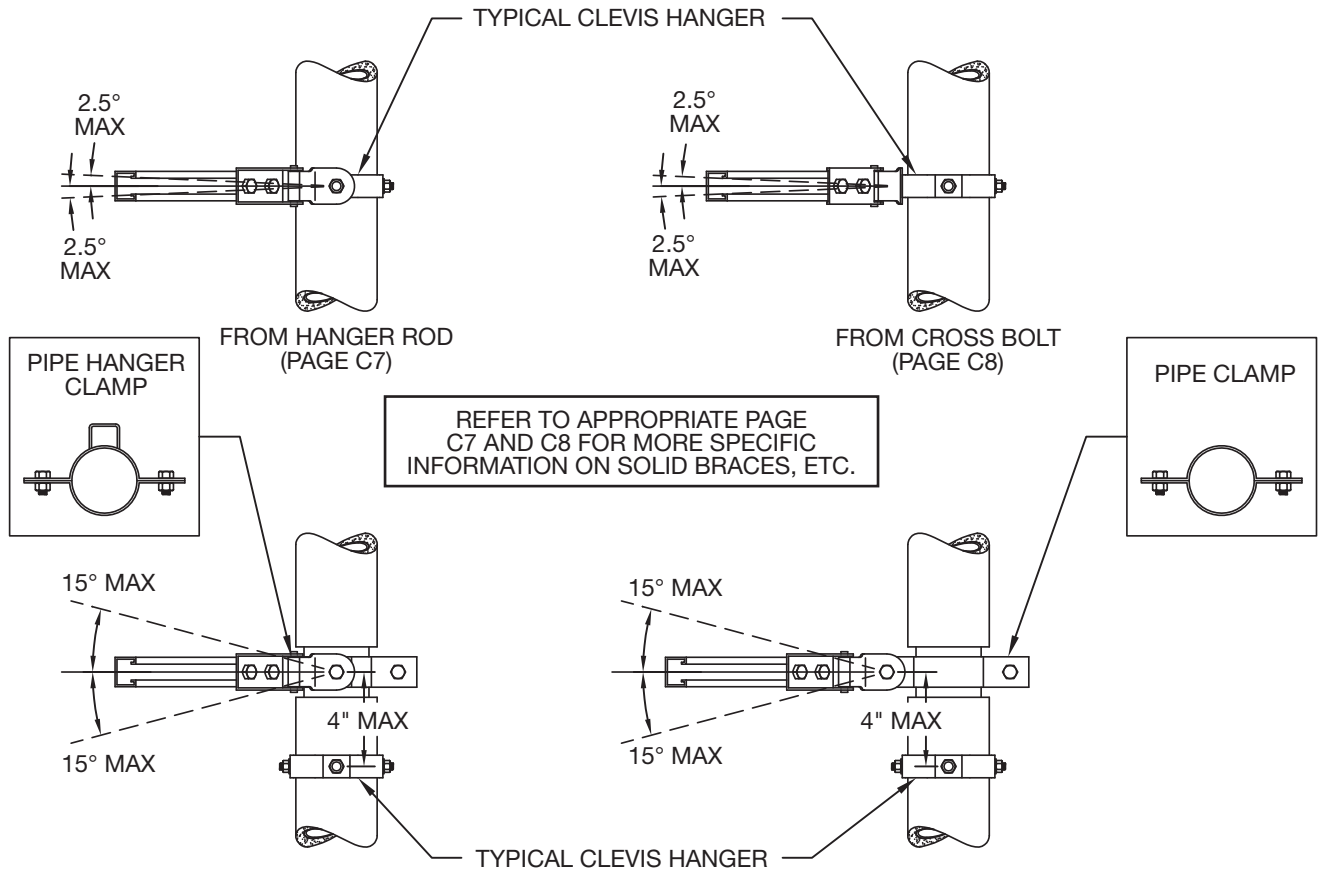 TYPICAL CLEVIS HANGER
2.5°
MAX
2.5°
MAX
2.5°
MAX
2.5°
MAX
FROM HANGER ROD
(PAGE C7)
FROM CROSS BOLT
(PAGE C8)
PIPE HANGER
CLAMP
PIPE CLAMP
REFER TO APPROPRIATE PAGE
C7 AND C8 FOR MORE SPECIFIC
INFORMATION ON SOLID BRACES, ETC.
15° MAX
15° MAX
4" MAX
15° MAX
15° MAX
4" MAX
TYPICAL CLEVIS HANGER